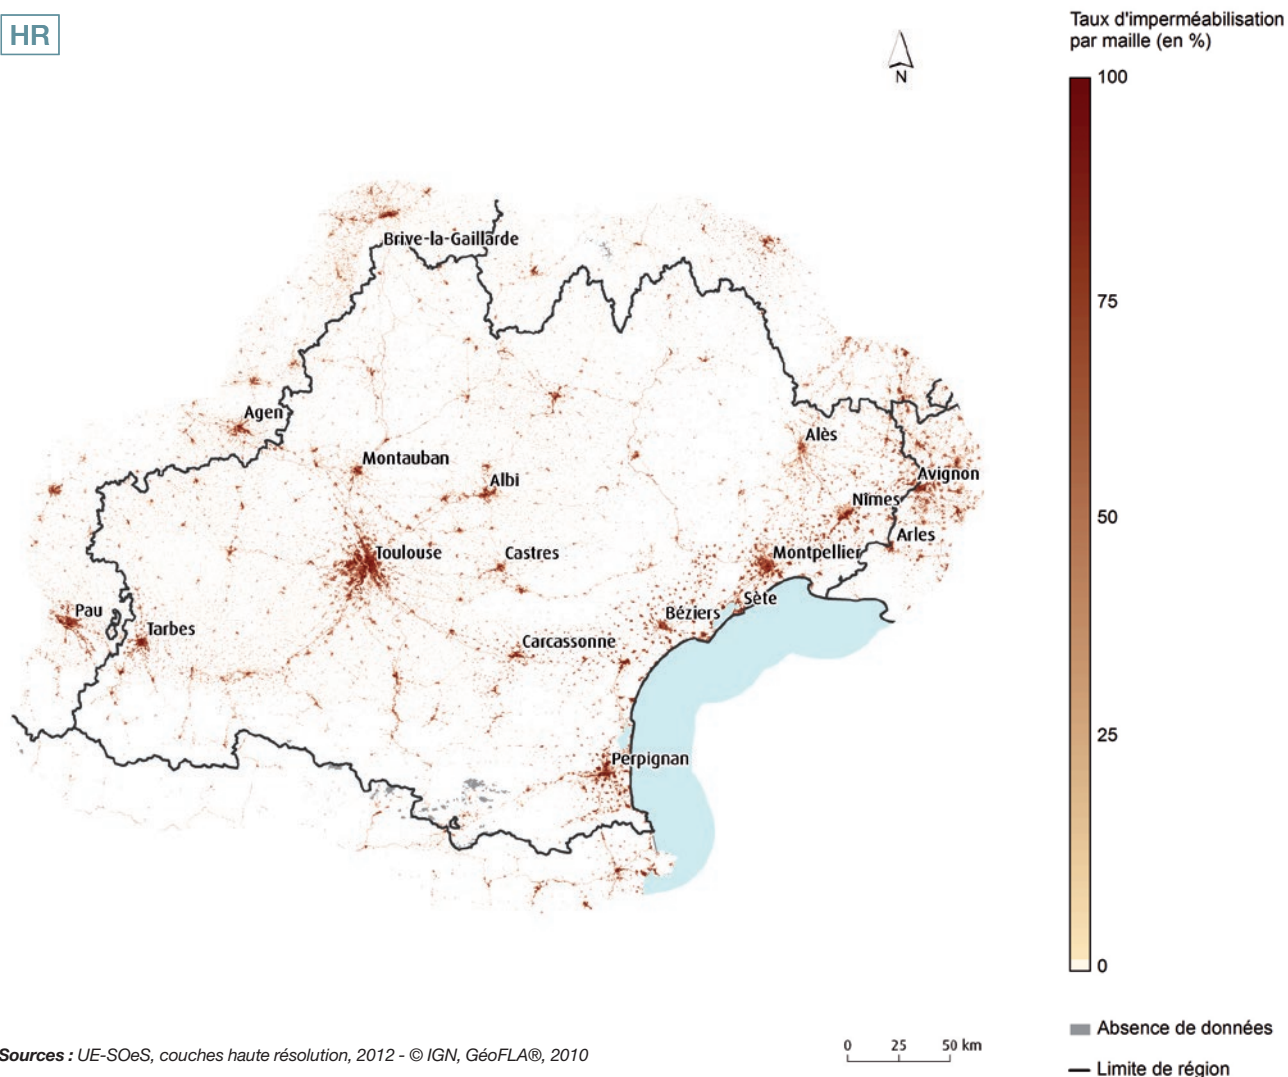 HR
Taux d'imperméabilisation
par maille (en %)
N
100
75
50
25
0
Brive-la-Gaillarde
Agen
Montauban
Albi
Alès
Avignon
Nîmes
Arles
Toulouse
Castres
Montpellier
Sète
Béziers
Pau
Tarbes
Carcassonne
Perpignan
Absence de données
Limite de région
0 25 50 km
Sources : UE-SOeS, couches haute résolution, 2012 - © IGN, GéoFLA®, 2010